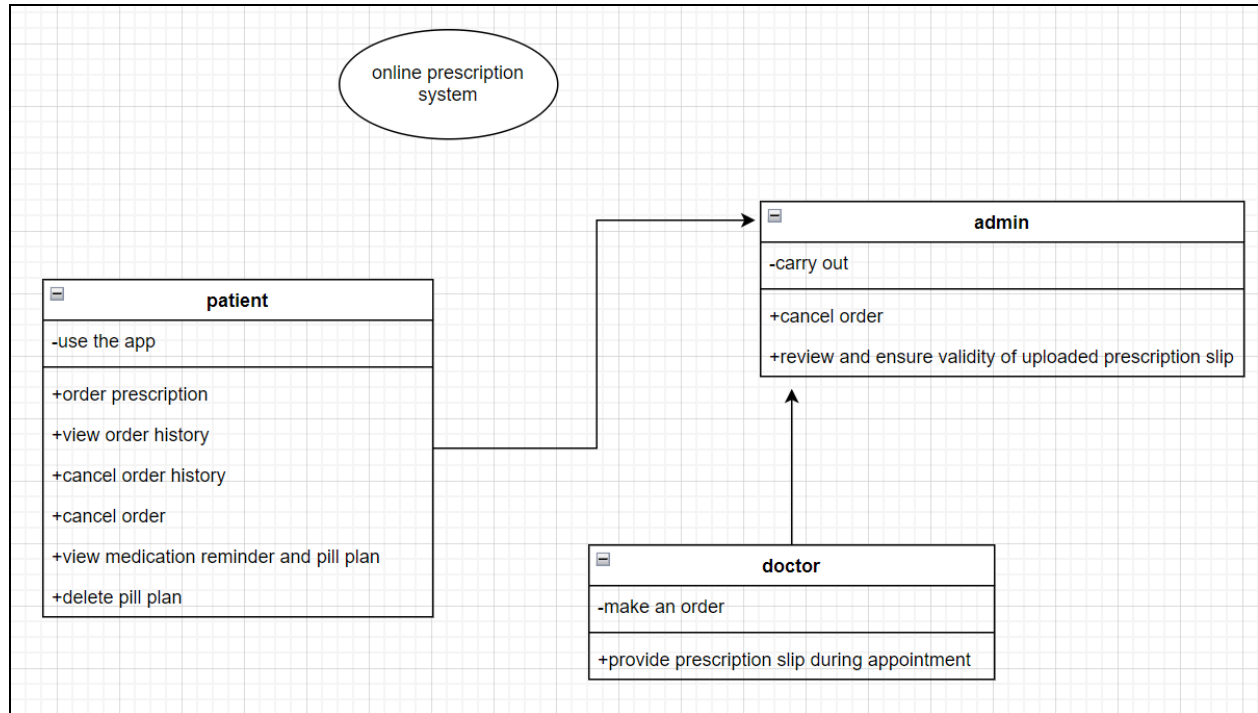 online prescription
system
admin
-carry out
+cancel order
+review and ensure validity of uploaded prescription slip
patient
-use the app
+order prescription
+view order history
+cancel order history
+cancel order
+view medication reminder and pill plan
+delete pill plan
doctor
-make an order
+provide prescription slip during appointment